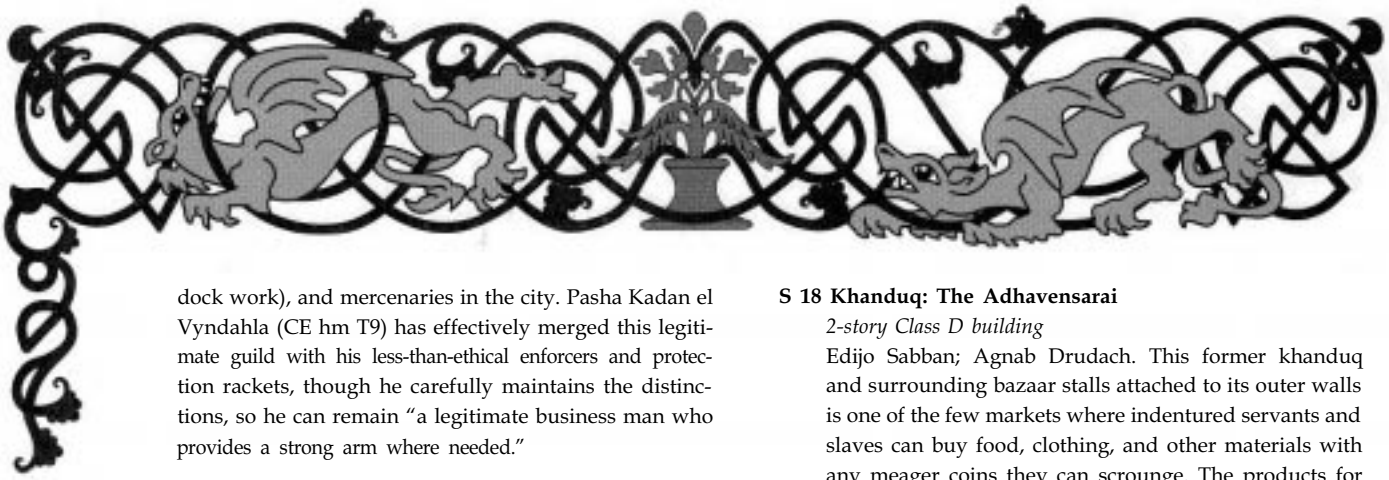 dock work), and mercenaries in the city. Pasha Kadan el
Vyndahla (CE hm T9) has effectively merged this legiti-
mate guild with his less-than-ethical enforcers and protec-
tion rackets, though he carefully maintains the distinc-
tions, so he can remain “a legitimate business man who
provides a strong arm where needed.”
S 18 Khanduq: The Adhavensarai
2-story Class D building
Edijo Sabban; Agnab Drudach. This former khanduq
and surrounding bazaar stalls attached to its outer walls
is one of the few markets where indentured servants and
slaves can buy food, clothing, and other materials with
any meager coins they can scrounge. The products for